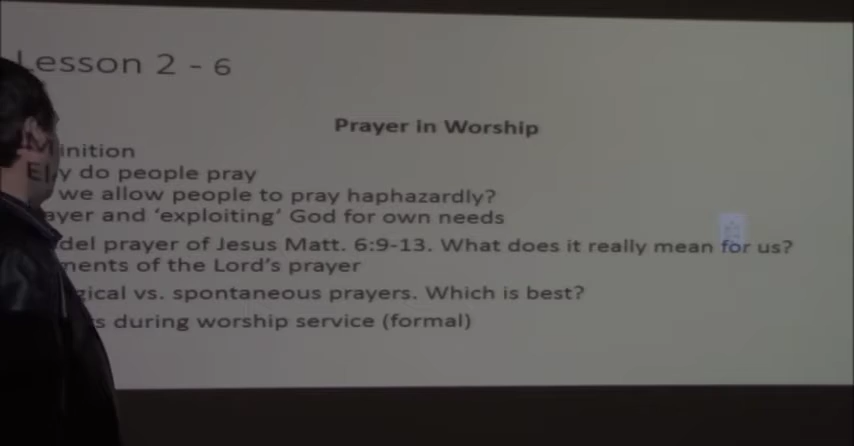 Lesson 2 - 6
Prayer in Worship
inition
y do people pray
we allow people to pray haphazardly?
ayer and ‘exploiting’ God for own needs
del prayer of Jesus Matt. 6:9-13. What does it really mean for us?
ments of the Lord’s prayer
gical vs. spontaneous prayers. Which is best?
s during worship service (formal)